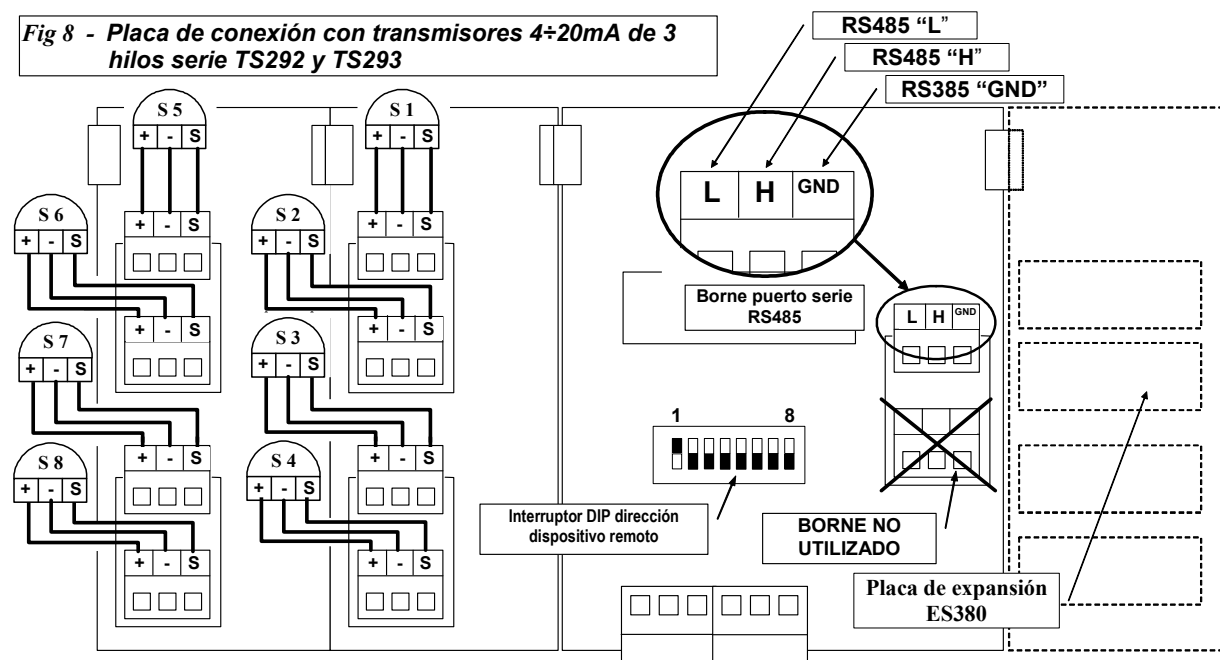 Fig 8 - Placa de conexión con transmisores 4÷20mA de 3
hilos serie TS292 y TS293
RS485 “L”
RS485 “H”
RS385 “GND”
S 5
+ - S
+ - S
S 1
+ - S
+ - S
S 6
+ - S
+ - S
S 2
+ - S
+ - S
S 7
+ - S
+ - S
S 3
+ - S
+ - S
S 8
+ - S
+ - S
S 4
+ - S
+ - S
L H GND
Borne puerto serie
RS485
L H GND
1 8
Interruptor DIP dirección
dispositivo remoto
BORNE NO
UTILIZADO
Placa de expansión
ES380